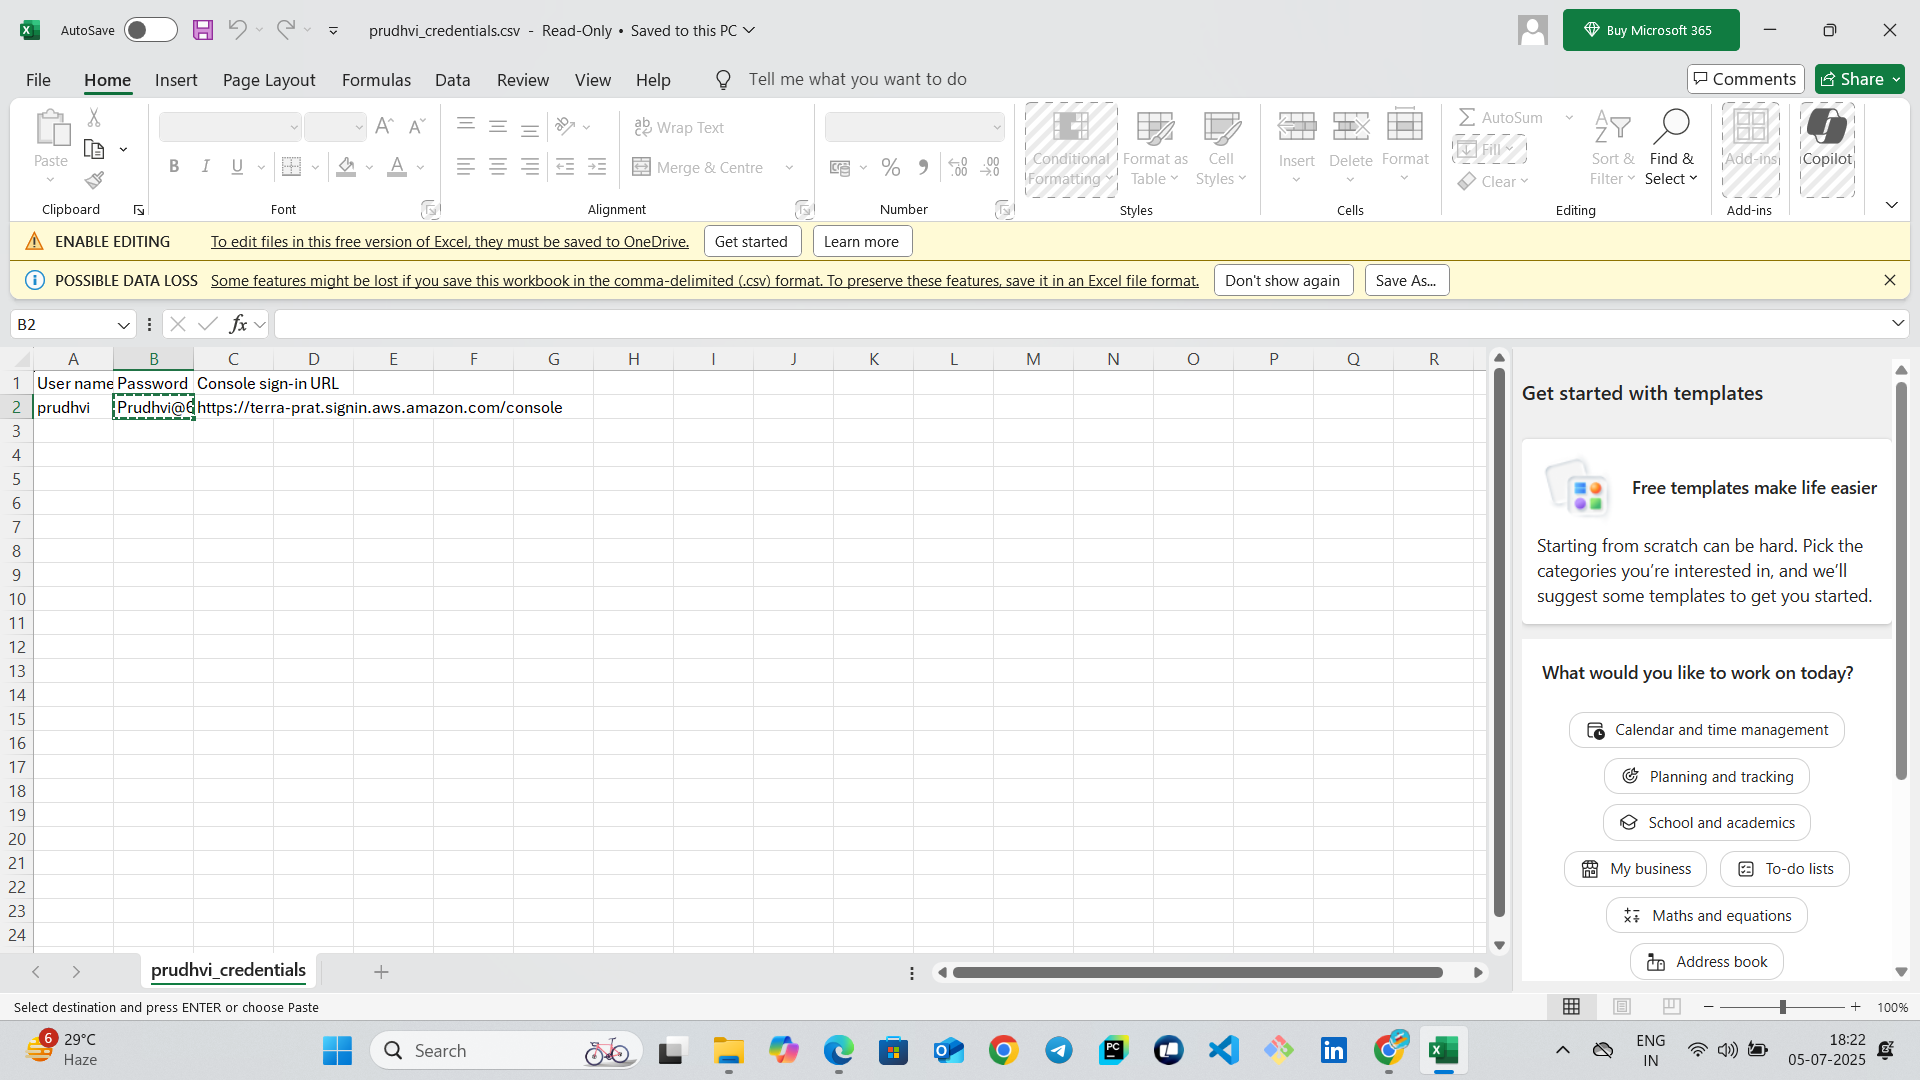 AutoSave
prudhvi_credentials.csv - Read-Only • Saved to this PC
Buy Microsoft 365
File Home Insert Page Layout Formulas Data Review View Help Tell me what you want to do
Comments Share
Paste
Clipboard
B I U
Font
Wrap Text
Merge & Centre
Alignment
Number
Conditional Formatting
Format as Table
Cell Styles
Styles
Insert Delete Format
Cells
AutoSum
Fill
Clear
Sort & Filter
Find & Select
Editing
Add-ins
Add-ins
Copilot
ENABLE EDITING To edit files in this free version of Excel, they must be saved to OneDrive. Get started Learn more
POSSIBLE DATA LOSS Some features might be lost if you save this workbook in the comma-delimited (.csv) format. To preserve these features, save it in an Excel file format. Don't show again Save As...
B2 fx
A B C D E F G H I J K L M N O P Q R
1 User name Password Console sign-in URL
2 prudhvi Prudhvi@6 https://terra-prat.signin.aws.amazon.com/console
3
4
5
6
7
8
9
10
11
12
13
14
15
16
17
18
19
20
21
22
23
24
Get started with templates
Free templates make life easier
Starting from scratch can be hard. Pick the
categories you're interested in, and we'll
suggest some templates to get you started.
What would you like to work on today?
Calendar and time management
Planning and tracking
School and academics
My business
To-do lists
Maths and equations
Address book
prudhvi_credentials
Select destination and press ENTER or choose Paste
100%
6
29°C
Haze
Search
ENG
IN
18:22
05-07-2025